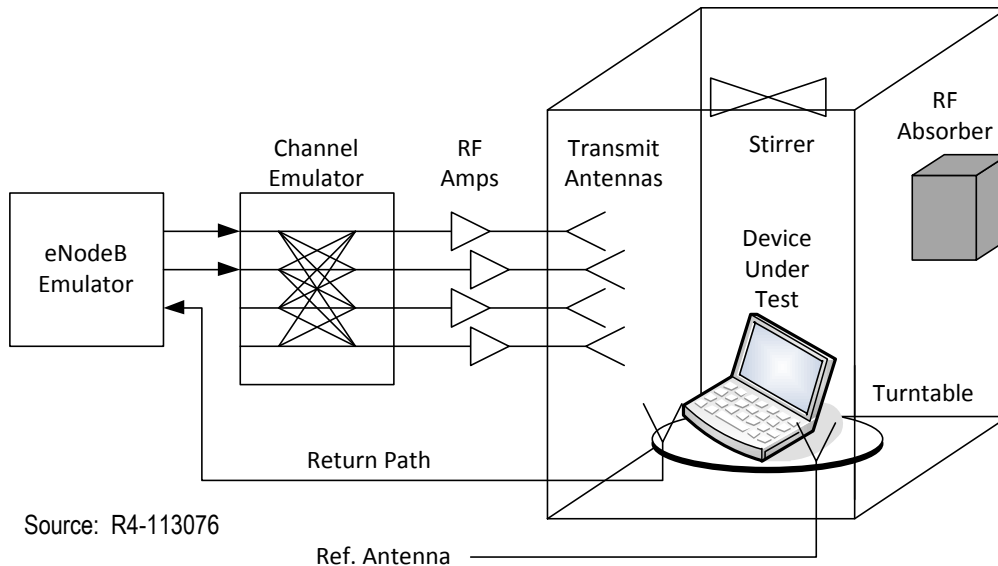 RF
Absorber
Stirrer
Channel
Emulator
RF
Amps
Transmit
Antennas
eNodeB
Emulator
Device
Under
Test
Turntable
Return Path
Source: R4-113076
Ref. Antenna